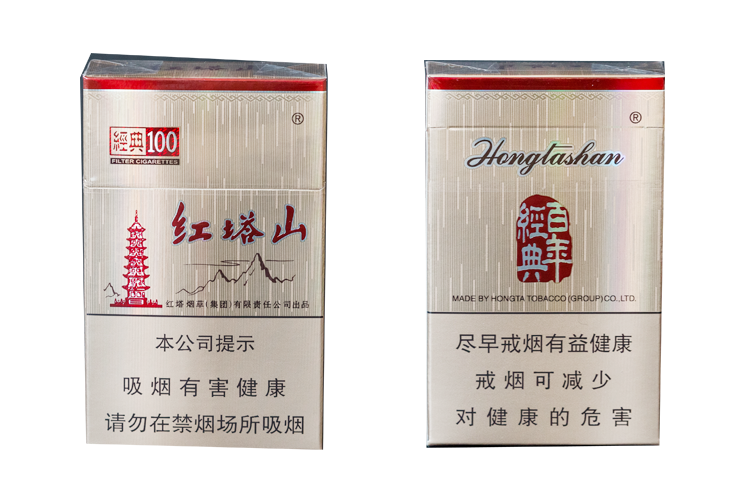 ®
經典100
FILTER CIGARETTES
红塔山
红塔烟草(集团)有限责任公司出品
本公司提示
吸烟有害健康
请勿在禁烟场所吸烟
®
Hongtashan
百年
經典
MADE BY HONGTA TOBACCO (GROUP) CO., LTD.
尽早戒烟有益健康
戒烟可减少
对健康的危害